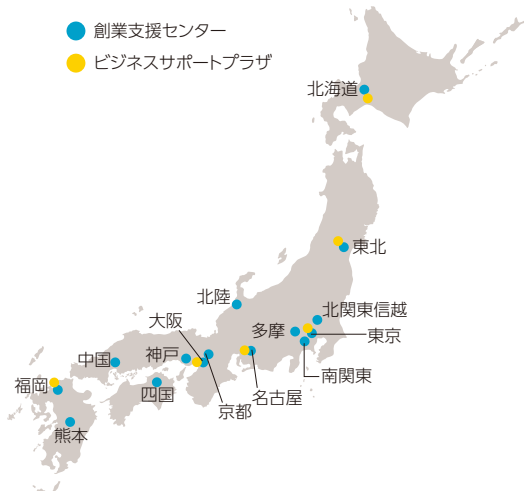 創業支援センター
ビジネスサポートプラザ
北海道
東北
北陸
北関東信越
大阪
多摩
東京
中国
神戸
南関東
福岡
四国
京都
名古屋
熊本